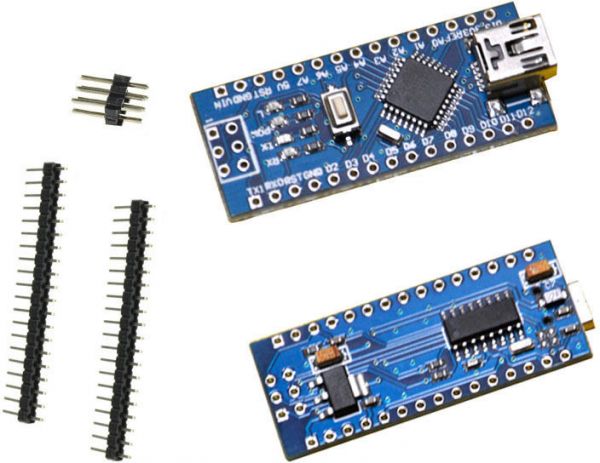 VIN GND RST 5V A7 A6 A5 A4 A3 A2 A1 A0 REF 3V3 D13
L
POW
TX
RX
TX1 RX0 RST GND D2 D3 D4 D5 D6 D7 D8 D9 D10 D11 D12